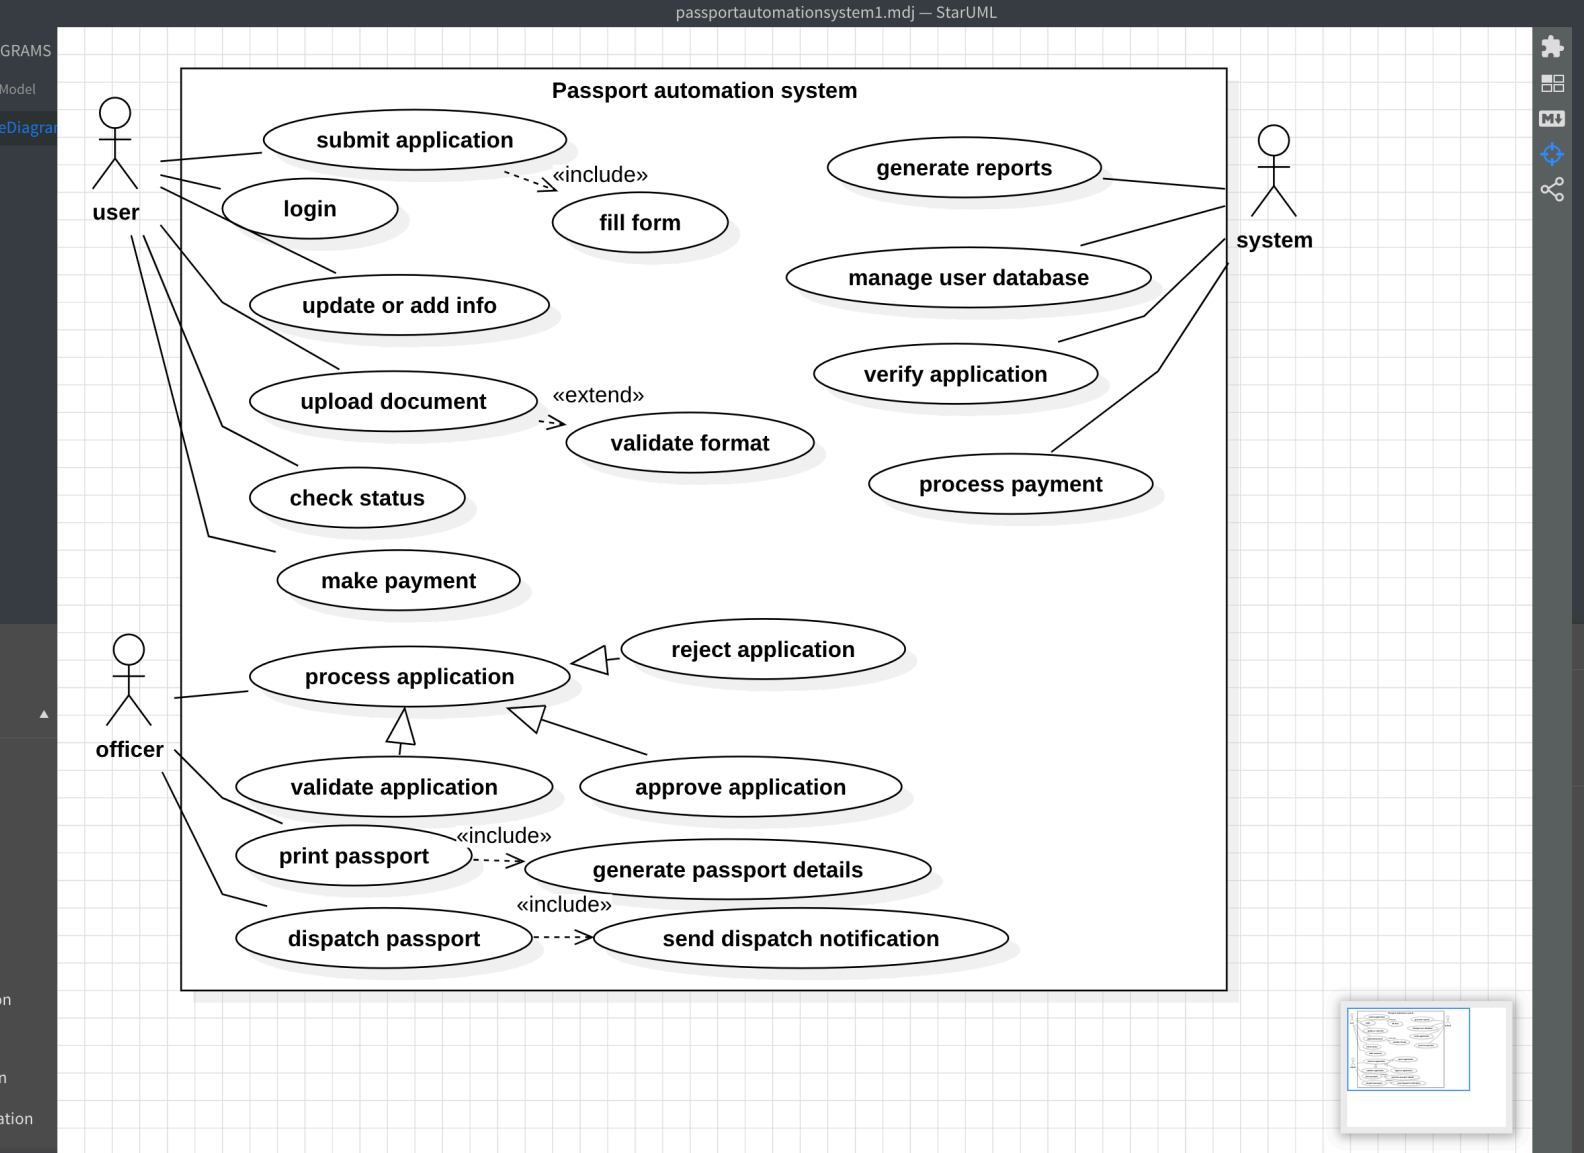 passportautomationsystem1.mdj — StarUML
GRAMS
Model
eDiagra
Passport automation system
submit application
«include»
login
fill form
user
update or add info
upload document
«extend»
validate format
check status
make payment
generate reports
manage user database
verify application
process payment
system
process application
reject application
officer
validate application
approve application
print passport
«include»
generate passport details
dispatch passport
«include»
send dispatch notification
on
n
ation
M